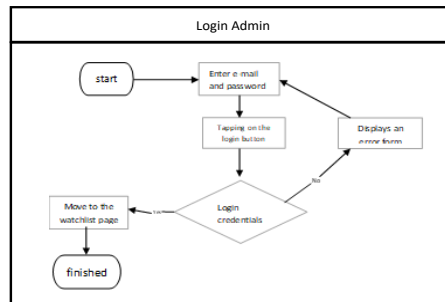 Login Admin
start
Enter e-mail
and password
Tapping on the
login button
Displays an
error form
No
Login
credentials
Yes
Move to the
watchlist page
finished